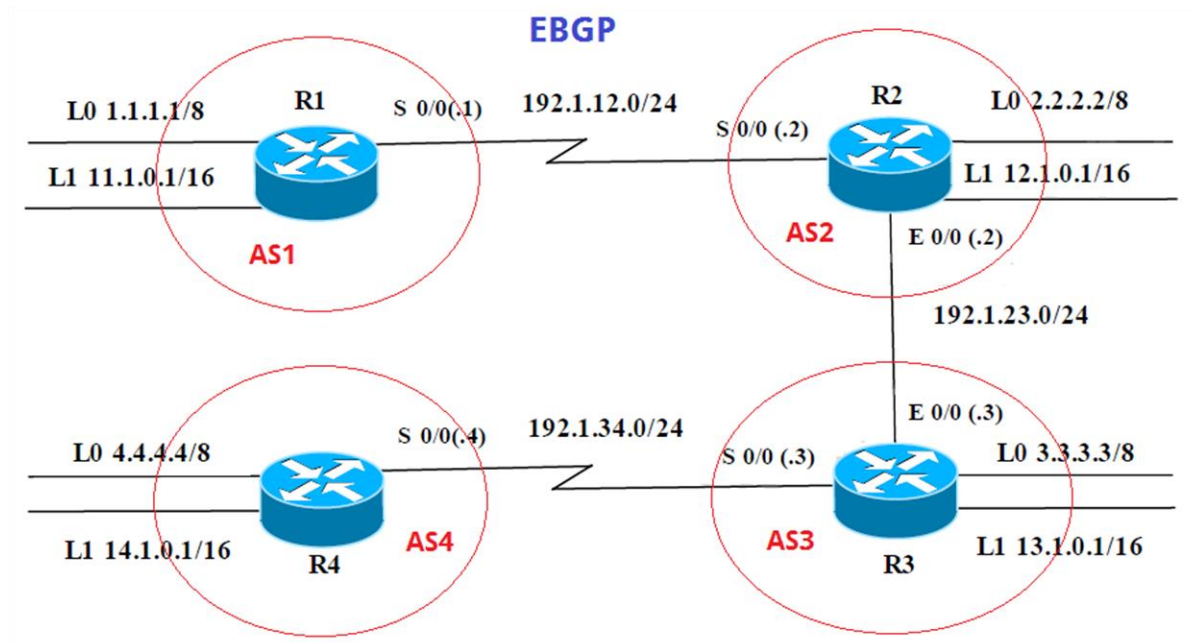 EBGP
R1
L0 1.1.1.1/8
S 0/0(.1)
L1 11.1.0.1/16
AS1
192.1.12.0/24
R2
L0 2.2.2.2/8
S 0/0 (.2)
L1 12.1.0.1/16
AS2
E 0/0 (.2)
192.1.23.0/24
L0 4.4.4.4/8
S 0/0(.4)
L1 14.1.0.1/16
AS4
R4
192.1.34.0/24
E 0/0 (.3)
S 0/0 (.3)
L0 3.3.3.3/8
AS3
L1 13.1.0.1/16
R3